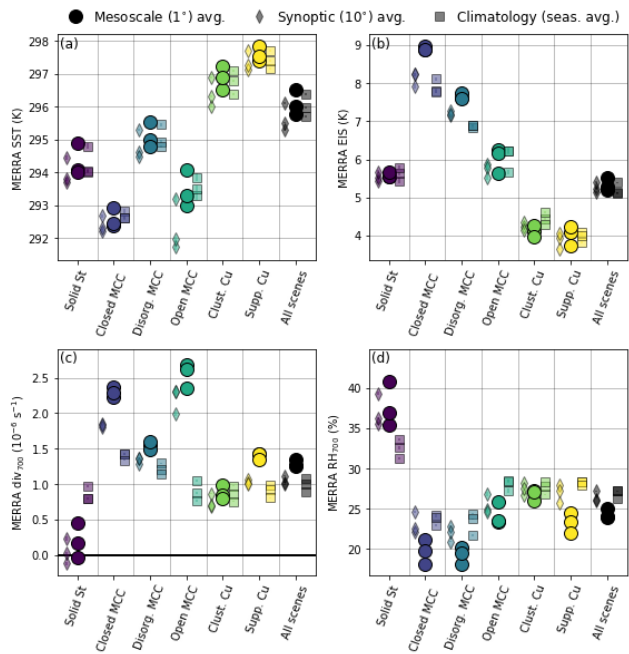 Mesoscale (1°) avg. Synoptic (10°) avg. Climatology (seas. avg.)
(a)
MERRA SST (K)
298
297
296
295
294
293
292
Solid St
Closed MCC
Disorg. MCC
Open MCC
Clust. Cu
Supp. Cu
All scenes
(b)
MERRA EIS (K)
9
8
7
6
5
4
Solid St
Closed MCC
Disorg. MCC
Open MCC
Clust. Cu
Supp. Cu
All scenes
(c)
MERRA div₇₀₀ (10⁻⁶ s⁻¹)
2.5
2.0
1.5
1.0
0.5
0.0
Solid St
Closed MCC
Disorg. MCC
Open MCC
Clust. Cu
Supp. Cu
All scenes
(d)
MERRA RH₇₀₀ (%)
40
35
30
25
20
Solid St
Closed MCC
Disorg. MCC
Open MCC
Clust. Cu
Supp. Cu
All scenes